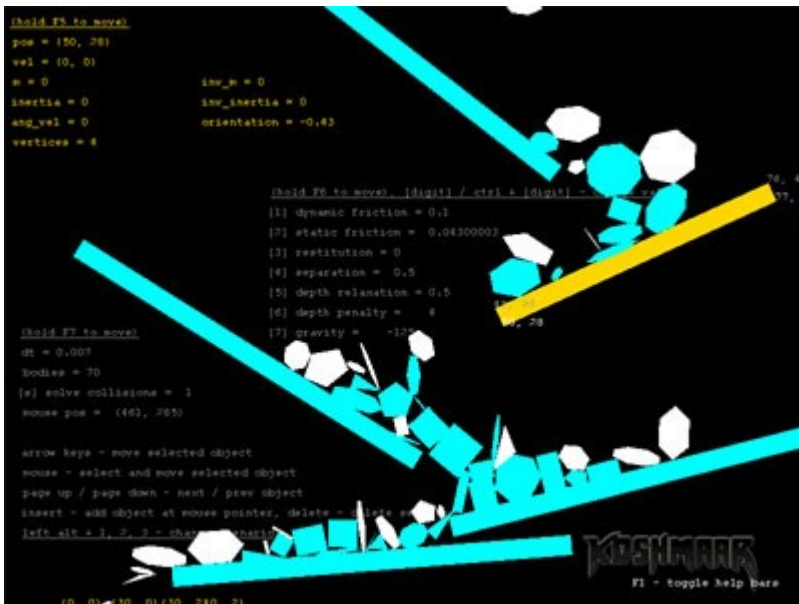 (hold F5 to move)
pos = (50, 28)
vel = (0, 0)
m = 0 inv_m = 0
inertia = 0 inv_inertia = 0
ang_vel = 0 orientation = -0.43
vertices = 4
(hold F6 to move), [digit] / ctrl + [digit] -
[1] dynamic friction = 0.1
[2] static friction = 0.04300003
[3] restitution = 0
[4] separation = 0.5
[5] depth relaxation = 0.5
[6] depth penalty = 4
[7] gravity =
28
(hold F7 to move)
dt = 0.007
bodies = 70
[s] solve collisions = 1
mouse pos = (461, 285)
arrow keys - move selected object
mouse - select and move selected object
page up / page down - next / prev object
insert - add object at mouse pointer, delete -
left alt + 1, 2, 3 -
KOSHMAAR
F1 - toggle help bars